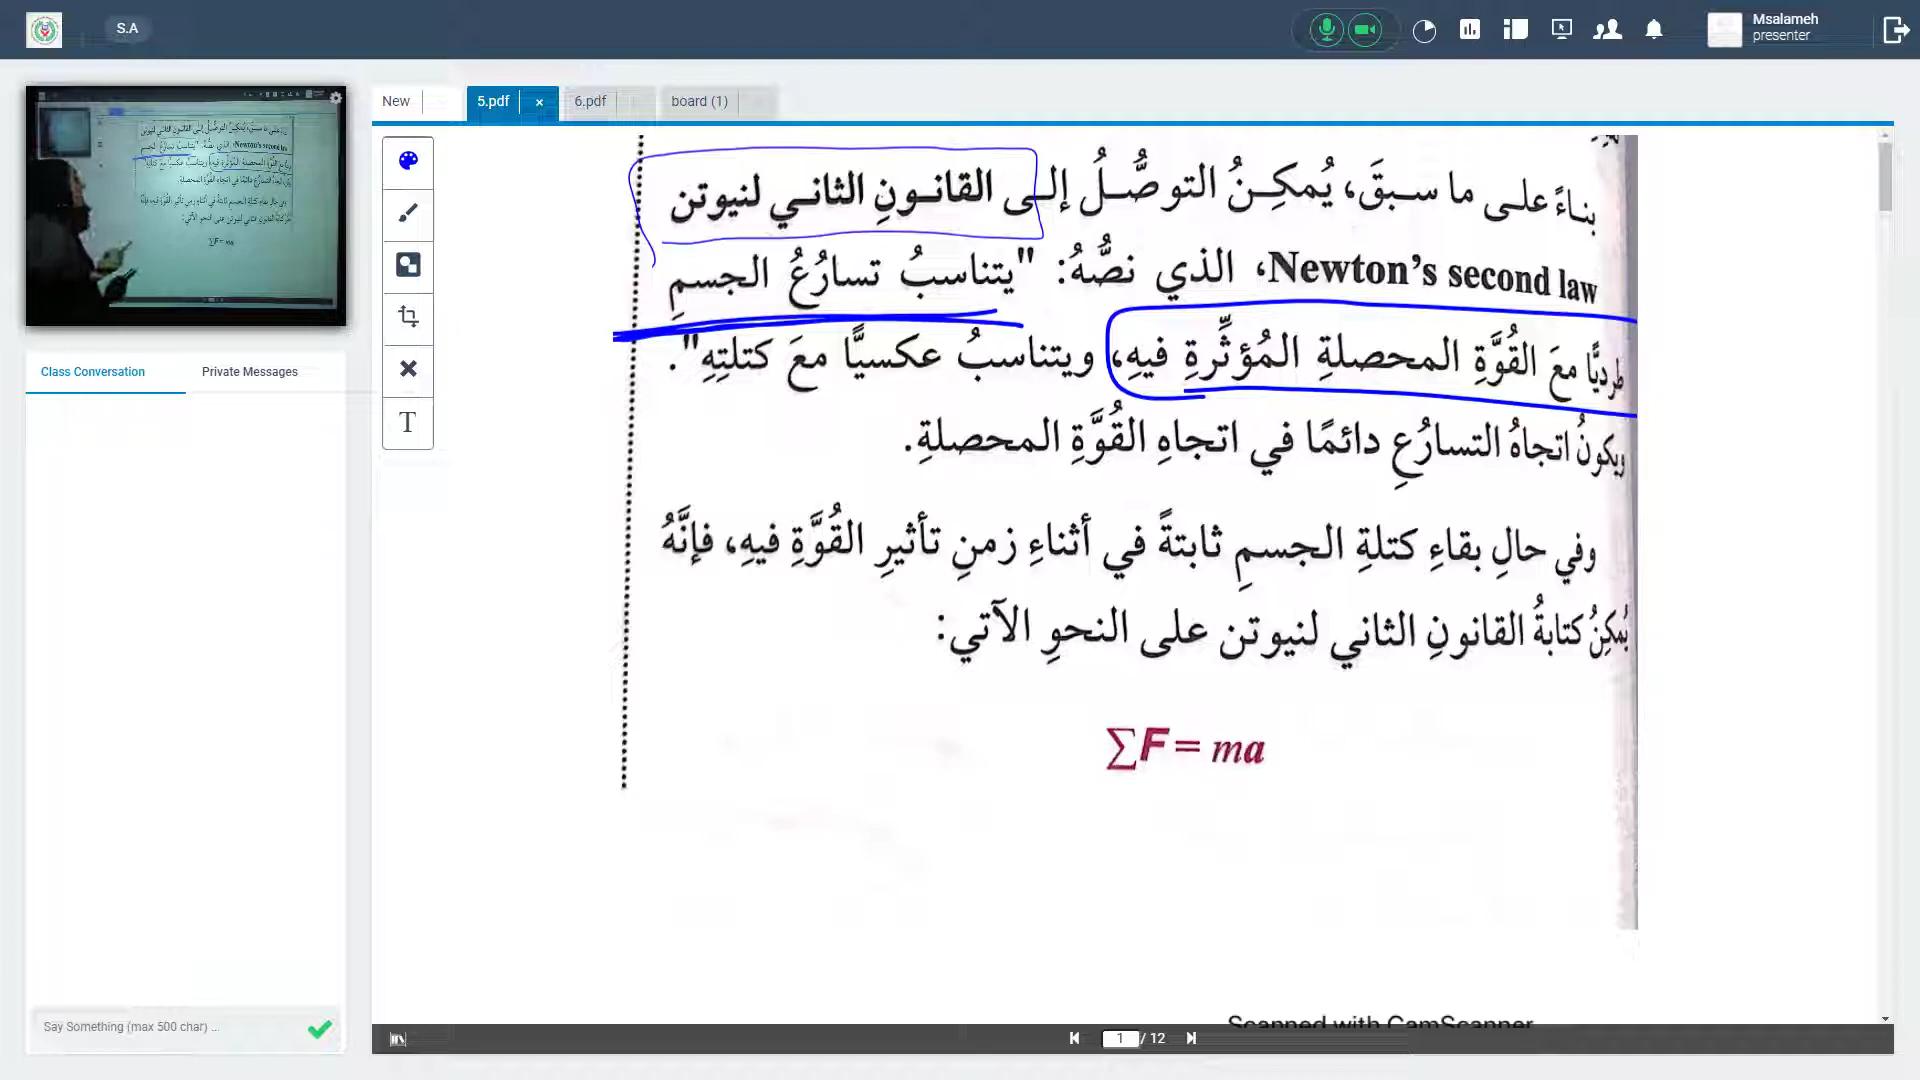 S.A
Msalameh
presenter
New
5.pdf
6.pdf
board (1)
Class Conversation
Private Messages
T
بناءً على ما سبقَ، يُمكِنُ التوصُّلُ إلى القانونِ الثاني لنيوتن
Newton's second law، الذي نصُّهُ: "يتناسبُ تسارُعُ الجسمِ
طرديًّا معَ القُوَّةِ المحصلةِ المُؤثِّرةِ فيهِ، ويتناسبُ عكسيًّا معَ كتلتِهِ".
ويكونُ اتجاهُ التسارُعِ دائمًا في اتجاهِ القُوَّةِ المحصلةِ.
وفي حالِ بقاءِ كتلةِ الجسمِ ثابتةً في أثناءِ زمنِ تأثيرِ القُوَّةِ فيهِ، فإنَّهُ
يُمكِنُ كتابةُ القانونِ الثاني لنيوتن على النحوِ الآتي:
∑F = ma
Scanned with CamScanner
Say Something (max 500 char) ...
1 / 12